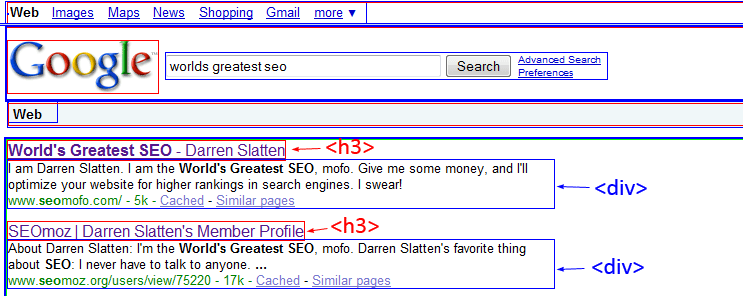 Web Images Maps News Shopping Gmail more ▼
Google™
worlds greatest seo Search Advanced Search
Preferences
Web
World's Greatest SEO - Darren Slatten <h3>
I am Darren Slatten. I am the World's Greatest SEO, mofo. Give me some money, and I'll
optimize your website for higher rankings in search engines. I swear! <div>
www.seomofo.com/ - 5k - Cached - Similar pages
SEOmoz | Darren Slatten's Member Profile <h3>
About Darren Slatten: I'm the World's Greatest SEO, mofo. Darren Slatten's favorite thing
about SEO: I never have to talk to anyone. ... <div>
www.seomoz.org/users/view/75220 - 17k - Cached - Similar pages